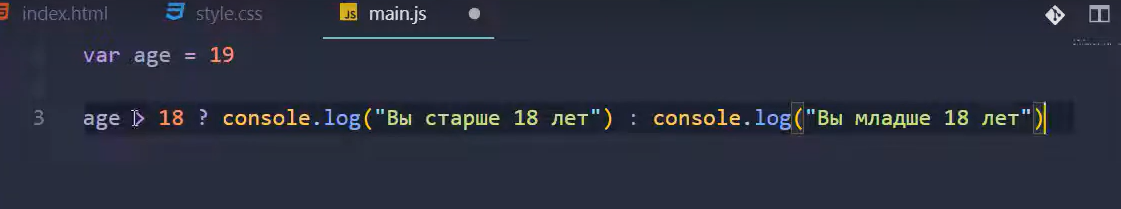 index.html style.css JS main.js
var age = 19
3 age > 18 ? console.log("Вы старше 18 лет") : console.log("Вы младше 18 лет")